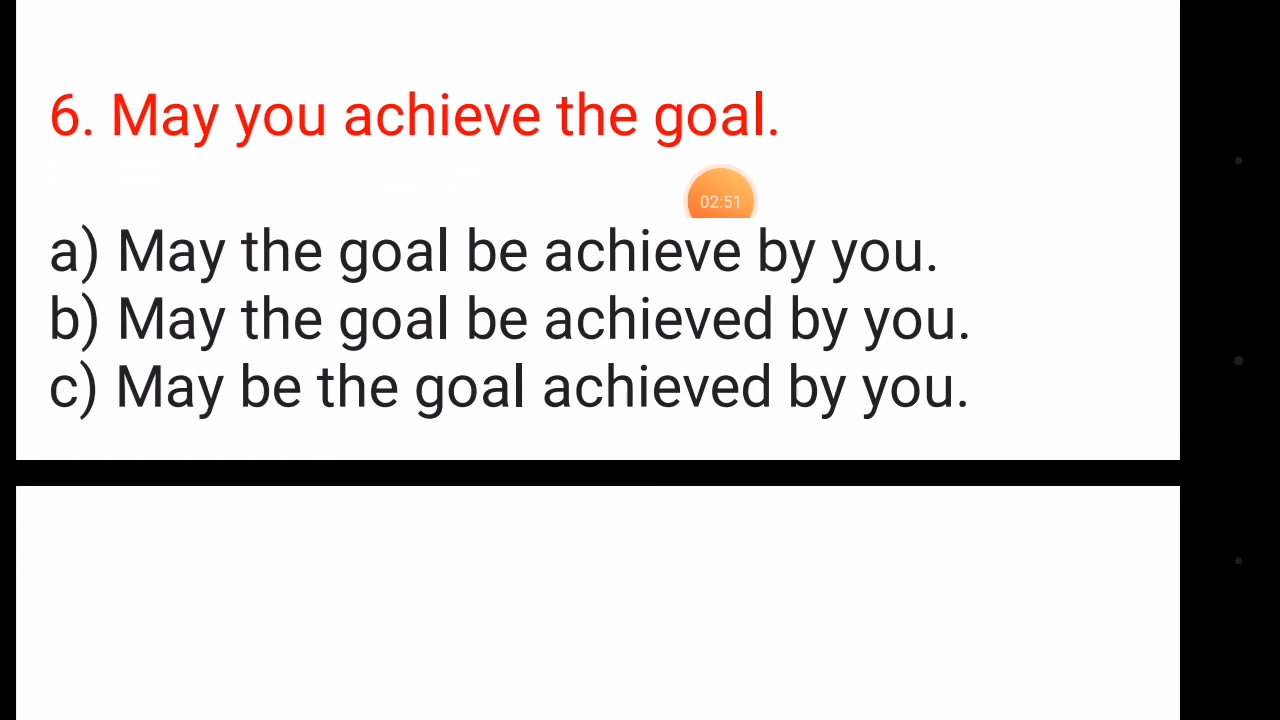 6. May you achieve the goal.
02:51
a) May the goal be achieve by you.
b) May the goal be achieved by you.
c) May be the goal achieved by you.